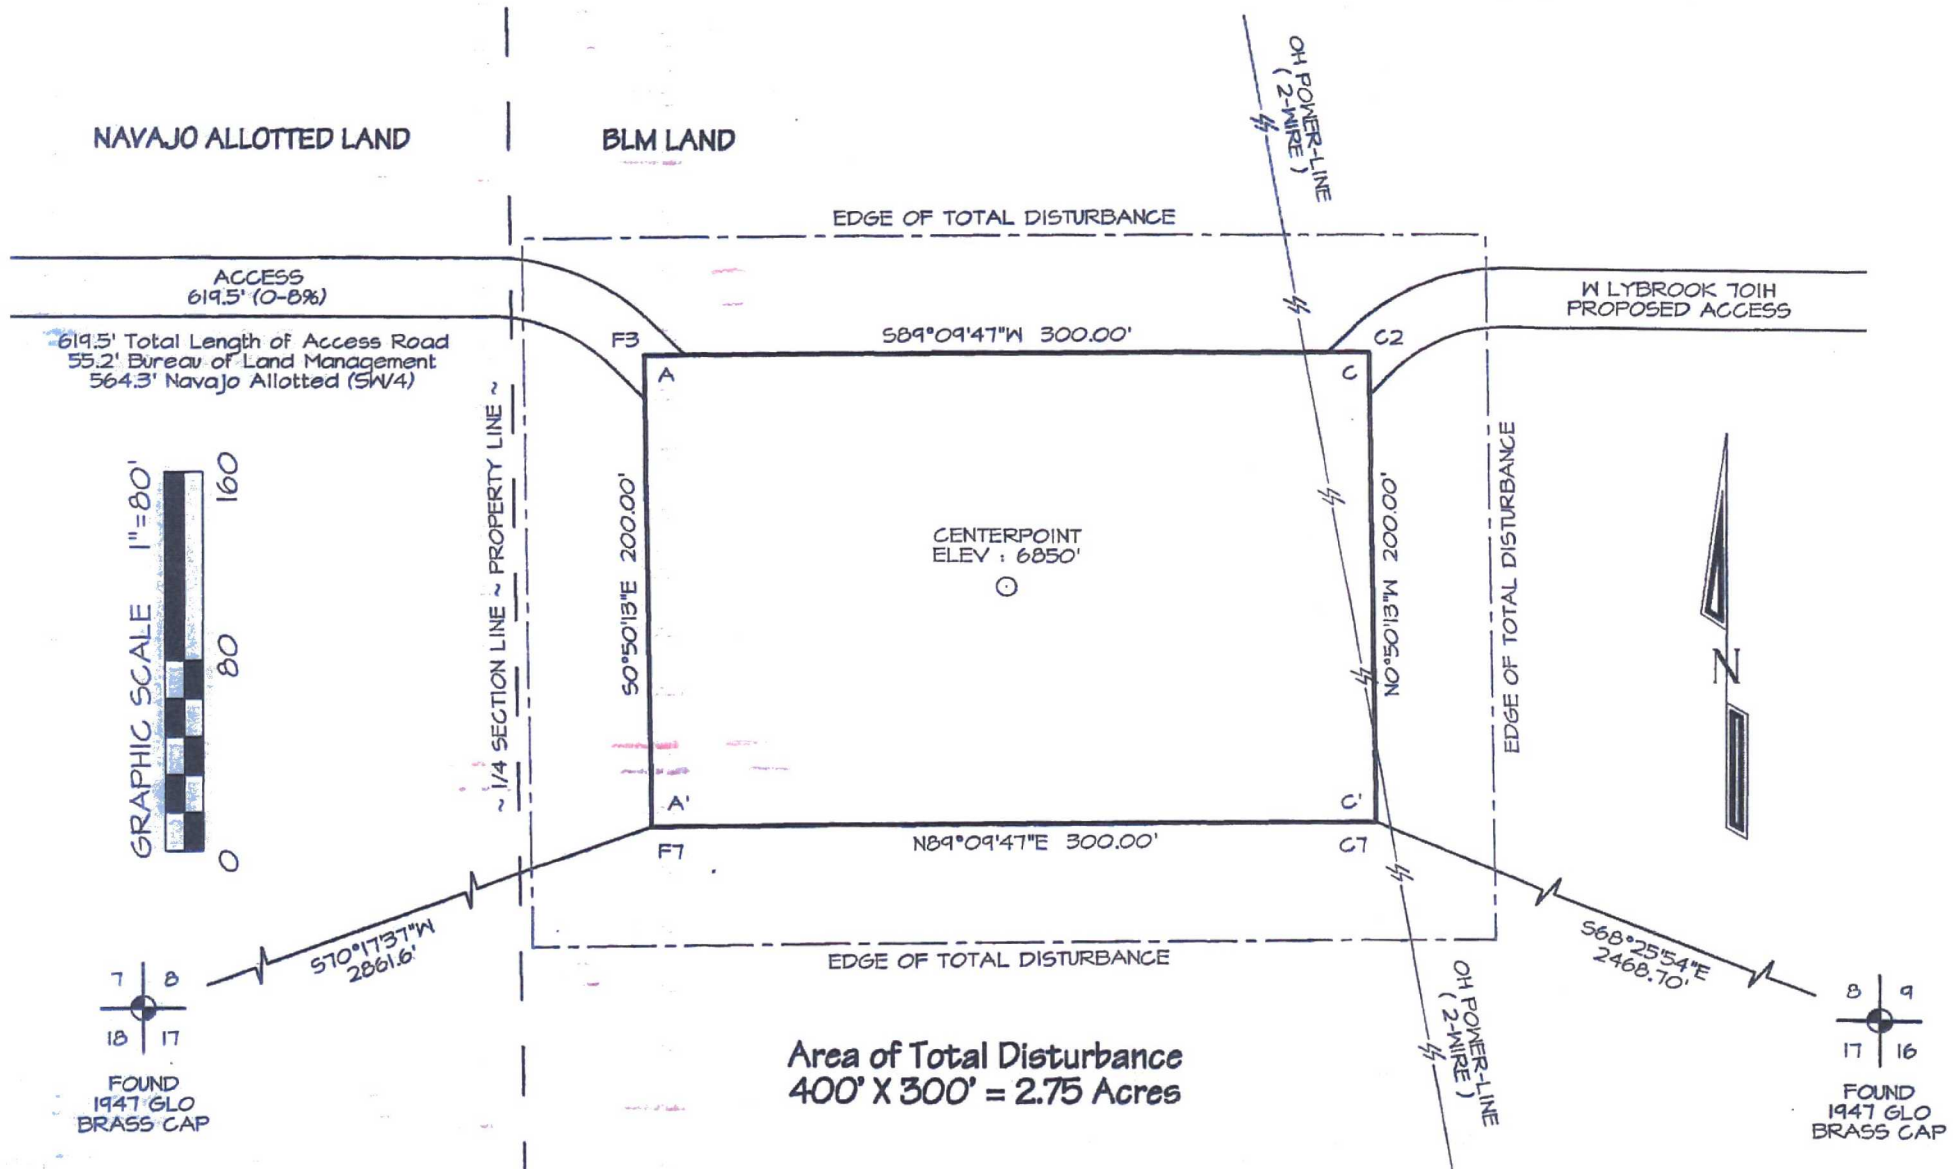 NAVAJO ALLOTTED LAND
BLM LAND
OH POWER-LINE
( 2-WIRE )
EDGE OF TOTAL DISTURBANCE
ACCESS
619.5' (0-8%)
W LYBROOK 701H
PROPOSED ACCESS
619.5' Total Length of Access Road
55.2' Bureau of Land Management
564.3' Navajo Allotted (SW/4)
F3
S89°09'47"W 300.00'
C2
A
C
~ 1/4 SECTION LINE ~ PROPERTY LINE ~
GRAPHIC SCALE 1"=80'
160
80
0
S0°50'13"E 200.00'
CENTERPOINT
ELEV : 6850'
N0°50'13"W 200.00'
EDGE OF TOTAL DISTURBANCE
N
A'
C'
F7
N89°09'47"E 300.00'
C7
S70°17'37"W
2861.6'
EDGE OF TOTAL DISTURBANCE
S68°25'54"E
2468.70'
7 8
18 17
FOUND
1947 GLO
BRASS CAP
Area of Total Disturbance
400' X 300' = 2.75 Acres
OH POWER-LINE
( 2-WIRE )
8 9
17 16
FOUND
1947 GLO
BRASS CAP